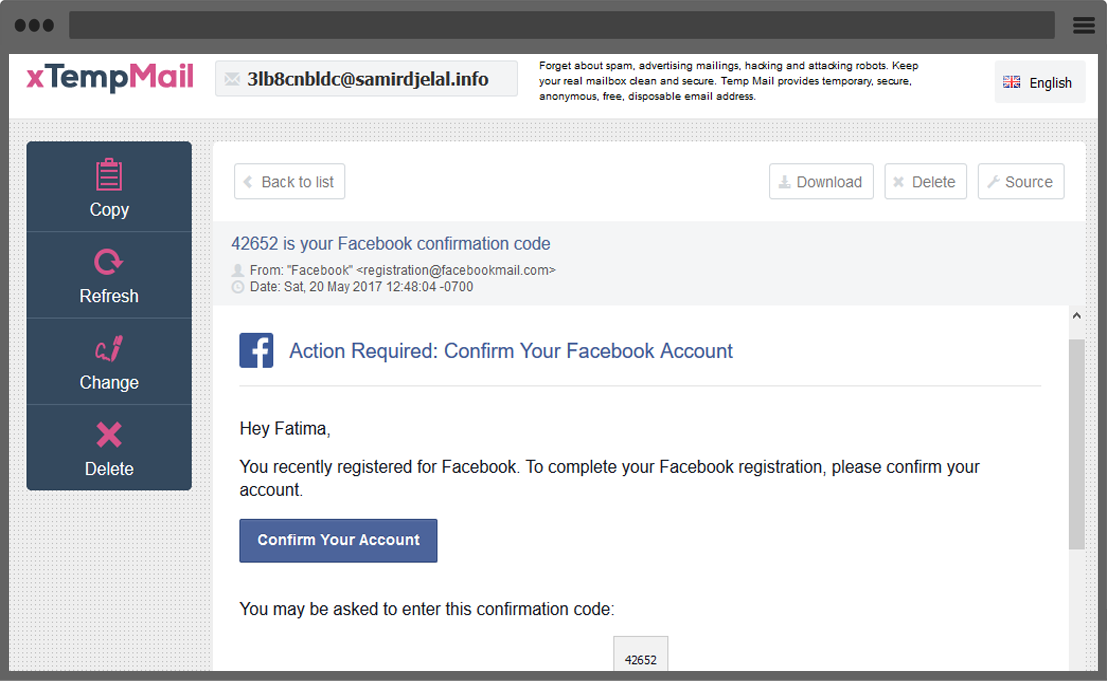 xTempMail
3lb8cnbldc@samirdjelal.info
Forget about spam, advertising mailings, hacking and attacking robots. Keep
your real mailbox clean and secure. Temp Mail provides temporary, secure,
anonymous, free, disposable email address.
English
Copy
Refresh
Change
Delete
Back to list
Download
Delete
Source
42652 is your Facebook confirmation code
From: "Facebook" <registration@facebookmail.com>
Date: Sat, 20 May 2017 12:48:04 -0700
Action Required: Confirm Your Facebook Account
Hey Fatima,
You recently registered for Facebook. To complete your Facebook registration, please confirm your
account.
Confirm Your Account
You may be asked to enter this confirmation code:
42652